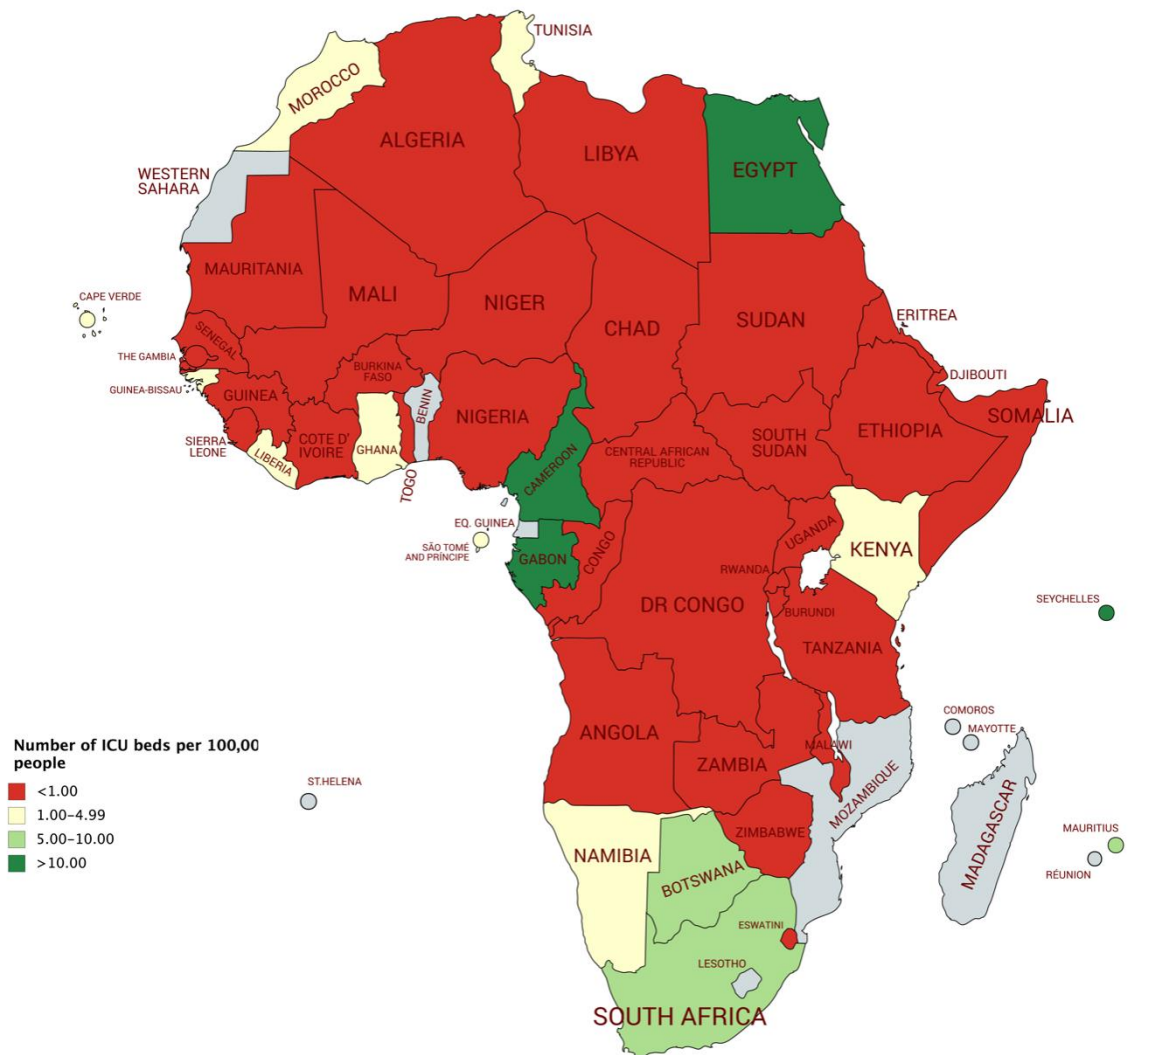 TUNISIA
MOROCCO
ALGERIA
LIBYA
EGYPT
WESTERN
SAHARA
MAURITANIA
MALI
NIGER
CHAD
SUDAN
ERITREA
CAPE VERDE
SENEGAL
THE GAMBIA
GUINEA-BISSAU
GUINEA
BURKINA
FASO
BENIN
NIGERIA
DJIBOUTI
SOMALIA
ETHIOPIA
SOUTH
SUDAN
CENTRAL AFRICAN
REPUBLIC
SIERRA
LEONE
LIBERIA
COTE D'
IVOIRE
GHANA
TOGO
CAMEROON
EQ. GUINEA
SÃO TOMÉ
AND PRÍNCIPE
GABON
CONGO
UGANDA
KENYA
RWANDA
DR CONGO
BURUNDI
TANZANIA
SEYCHELLES
COMOROS
MAYOTTE
ANGOLA
ZAMBIA
MALAWI
MOZAMBIQUE
MADAGASCAR
MAURITIUS
RÉUNION
ST.HELENA
ZIMBABWE
NAMIBIA
BOTSWANA
ESWATINI
LESOTHO
SOUTH AFRICA
Number of ICU beds per 100,00
people
<1.00
1.00–4.99
5.00–10.00
>10.00